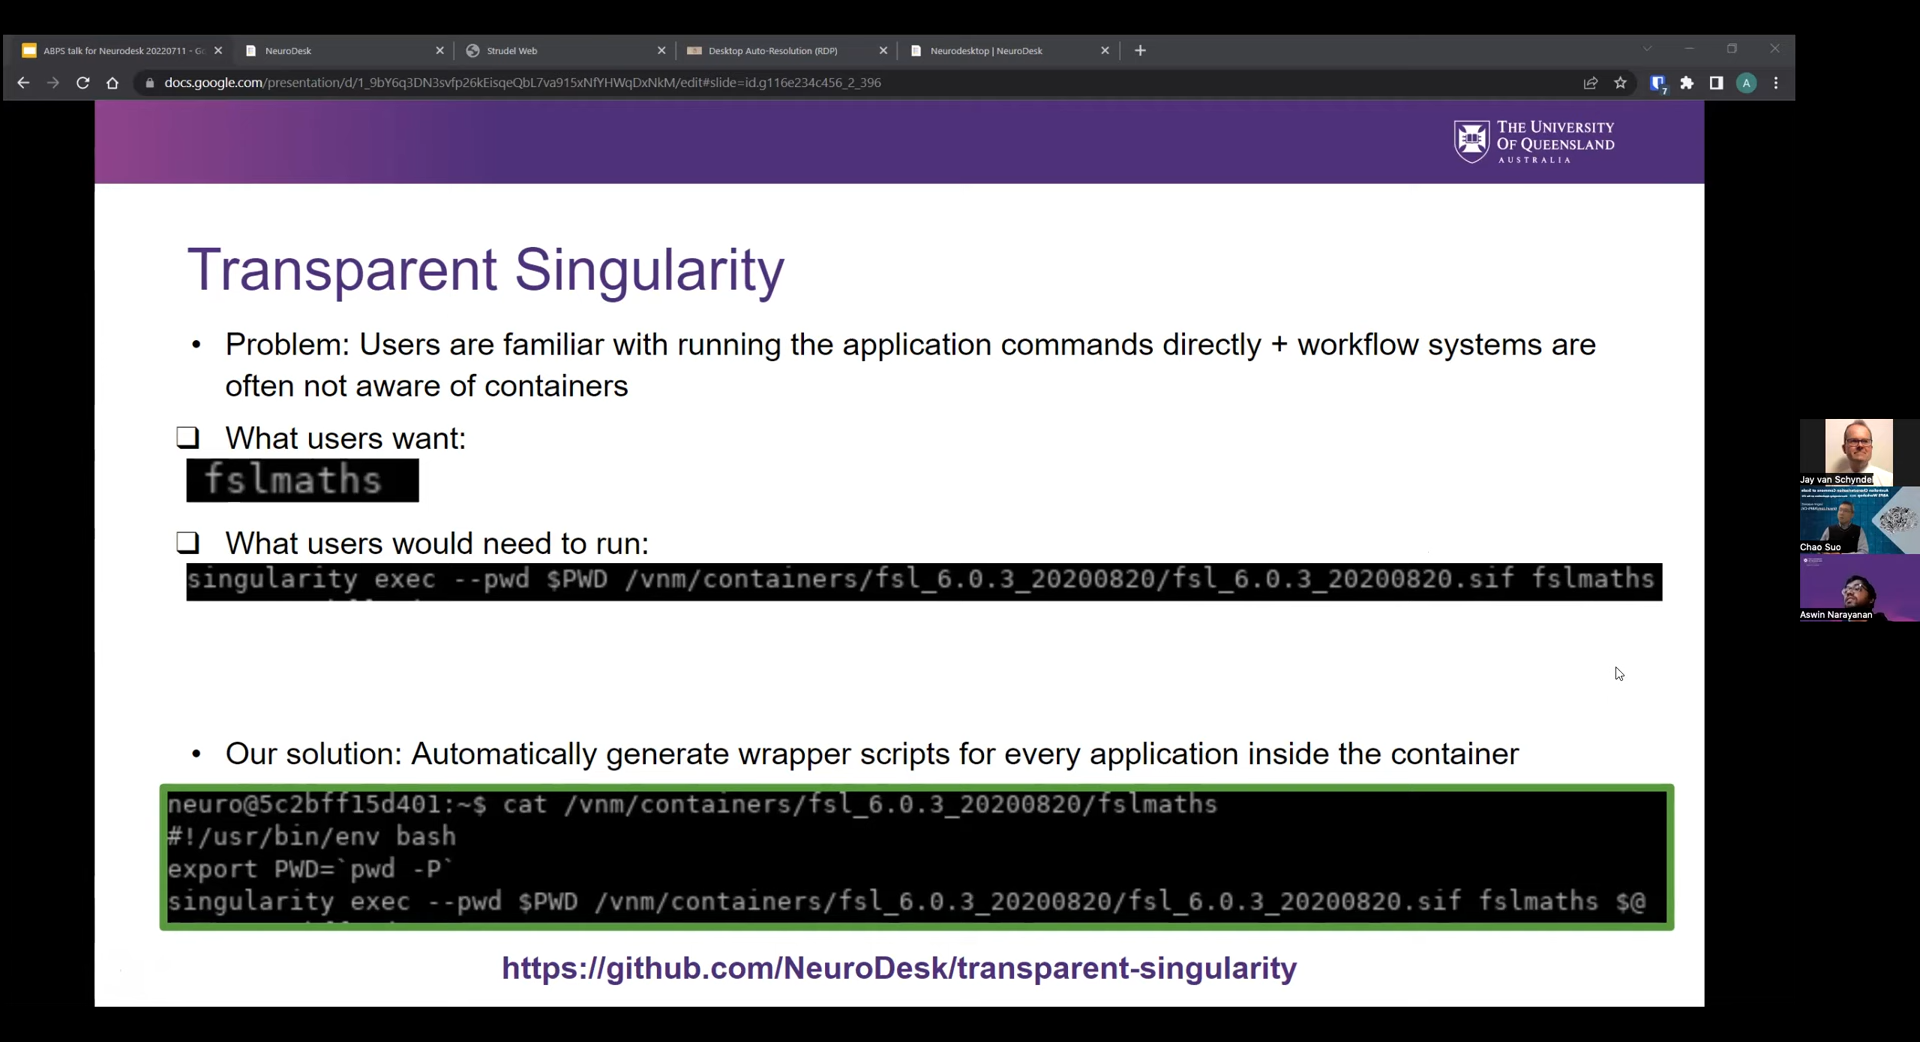 ABPS talk for Neurodesk 20220711 - Go
NeuroDesk
Strudel Web
Desktop Auto-Resolution (RDP)
Neurodesktop | NeuroDesk
docs.google.com/presentation/d/1_9bY6q3DN3svfp26kEisqeQbL7va915xNfYHWqDxNkM/edit#slide=id.g116e234c456_2_396
7
A
THE UNIVERSITY
OF QUEENSLAND
AUSTRALIA
Transparent Singularity
• Problem: Users are familiar with running the application commands directly + workflow systems are
often not aware of containers
❑ What users want:
fslmaths
❑ What users would need to run:
singularity exec --pwd $PWD /vnm/containers/fsl_6.0.3_20200820/fsl_6.0.3_20200820.sif fslmaths
• Our solution: Automatically generate wrapper scripts for every application inside the container
neuro@5c2bff15d401:~$ cat /vnm/containers/fsl_6.0.3_20200820/fslmaths
#!/usr/bin/env bash
export PWD=`pwd -P`
singularity exec --pwd $PWD /vnm/containers/fsl_6.0.3_20200820/fsl_6.0.3_20200820.sif fslmaths $@
https://github.com/NeuroDesk/transparent-singularity
Jay van Schyndel
Chao Suo
Aswin Narayanan